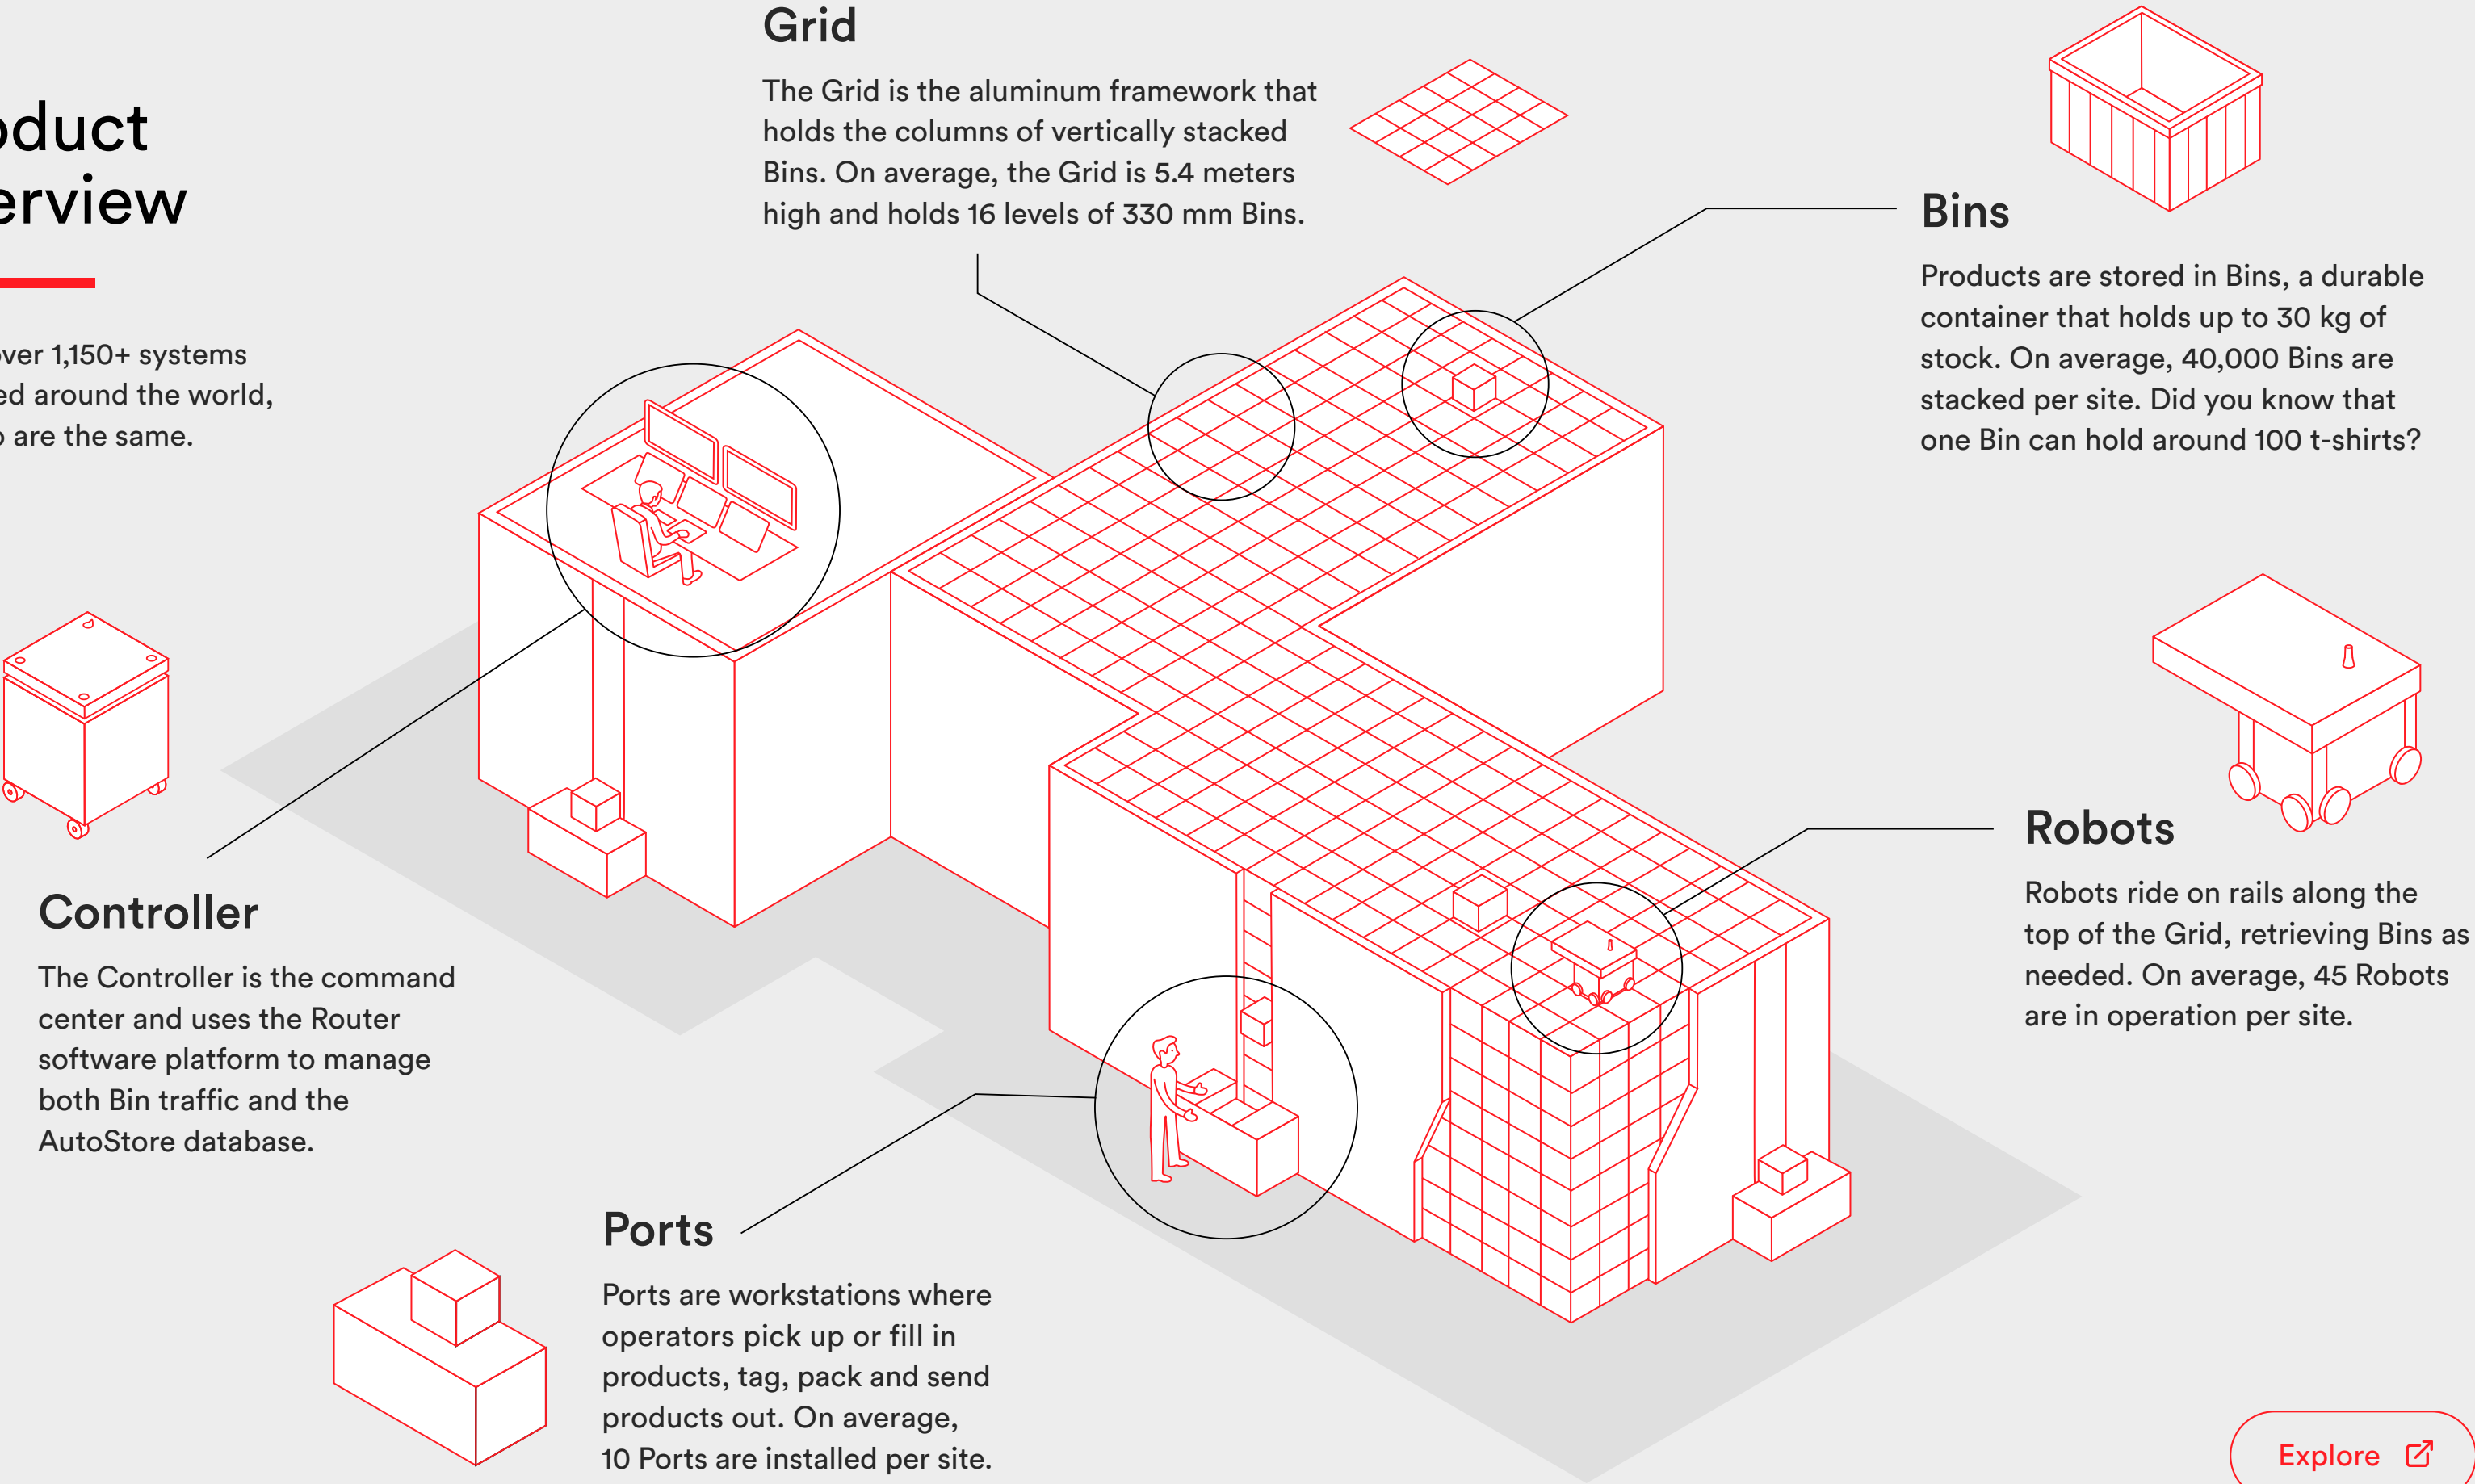 oduct
erview
over 1,150+ systems
ed around the world,
o are the same.
Grid
The Grid is the aluminum framework that
holds the columns of vertically stacked
Bins. On average, the Grid is 5.4 meters
high and holds 16 levels of 330 mm Bins.
Bins
Products are stored in Bins, a durable
container that holds up to 30 kg of
stock. On average, 40,000 Bins are
stacked per site. Did you know that
one Bin can hold around 100 t-shirts?
Robots
Robots ride on rails along the
top of the Grid, retrieving Bins as
needed. On average, 45 Robots
are in operation per site.
Controller
The Controller is the command
center and uses the Router
software platform to manage
both Bin traffic and the
AutoStore database.
Ports
Ports are workstations where
operators pick up or fill in
products, tag, pack and send
products out. On average,
10 Ports are installed per site.
Explore